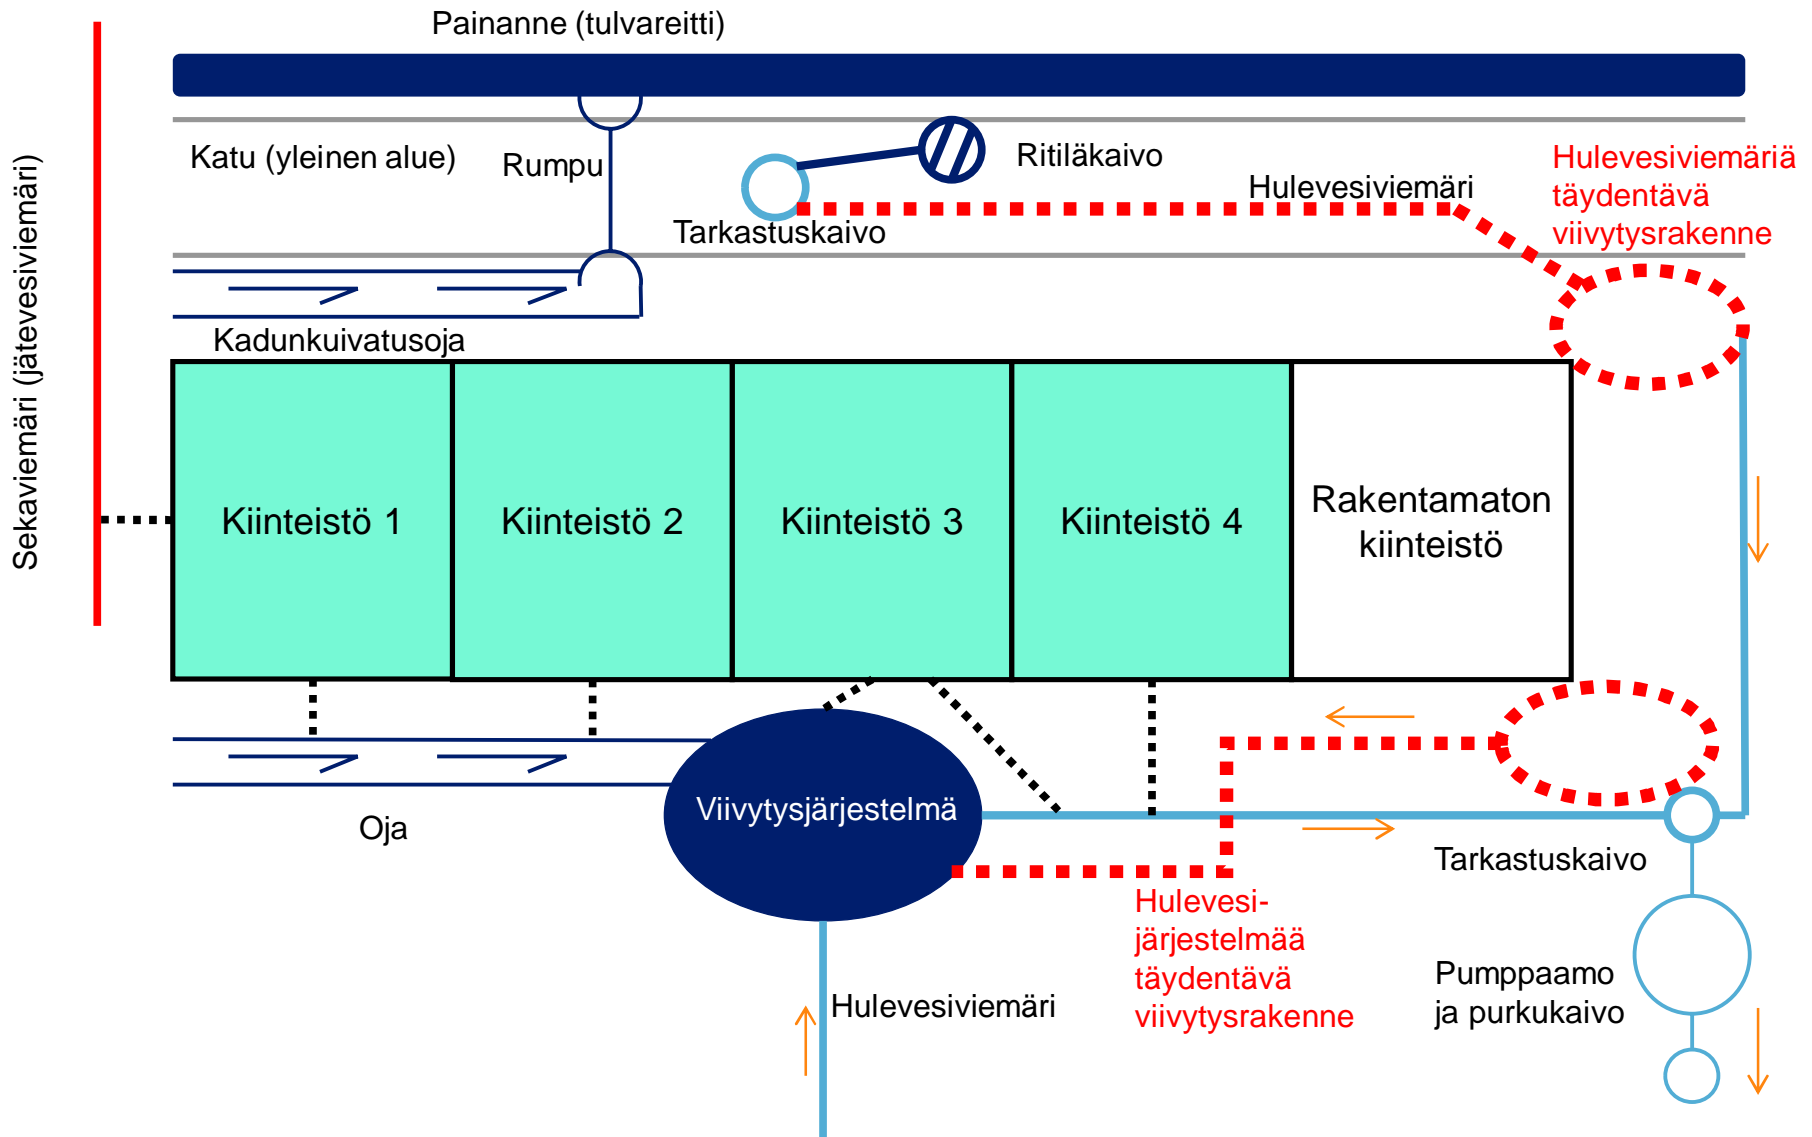 Painanne (tulvareitti)
Sekaviemäri (jätevesiviemäri)
Katu (yleinen alue)
Rumpu
Ritiläkaivo
Tarkastuskaivo
Hulevesiviemäri
Hulevesiviemäriä
täydentävä
viivytysrakenne
Kadunkuivatusoja
Kiinteistö 1
Kiinteistö 2
Kiinteistö 3
Kiinteistö 4
Rakentamaton
kiinteistö
Viivytysjärjestelmä
Oja
Tarkastuskaivo
Hulevesi-
järjestelmää
täydentävä
viivytysrakenne
Pumppaamo
ja purkukaivo
Hulevesiviemäri